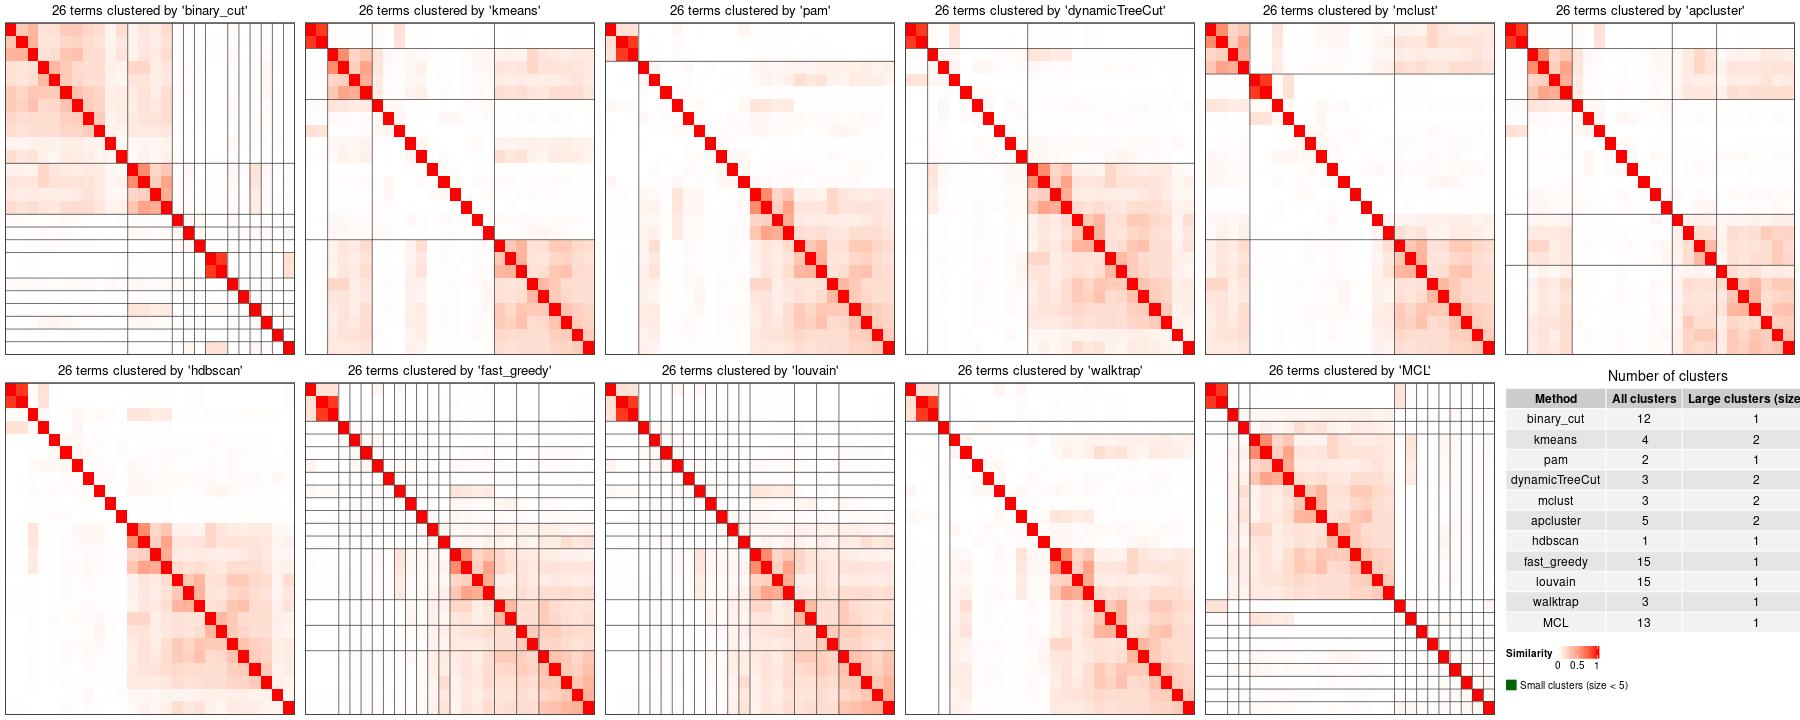 26 terms clustered by 'binary_cut'
26 terms clustered by 'kmeans'
26 terms clustered by 'pam'
26 terms clustered by 'dynamicTreeCut'
26 terms clustered by 'mclust'
26 terms clustered by 'apcluster'
26 terms clustered by 'hdbscan'
26 terms clustered by 'fast_greedy'
26 terms clustered by 'louvain'
26 terms clustered by 'walktrap'
26 terms clustered by 'MCL'
Number of clusters
Method All clusters Large clusters (size
binary_cut 12 1
kmeans 4 2
pam 2 1
dynamicTreeCut 3 2
mclust 3 2
apcluster 5 2
hdbscan 1 1
fast_greedy 15 1
louvain 15 1
walktrap 3 1
MCL 13 1
Similarity
0 0.5 1
Small clusters (size < 5)